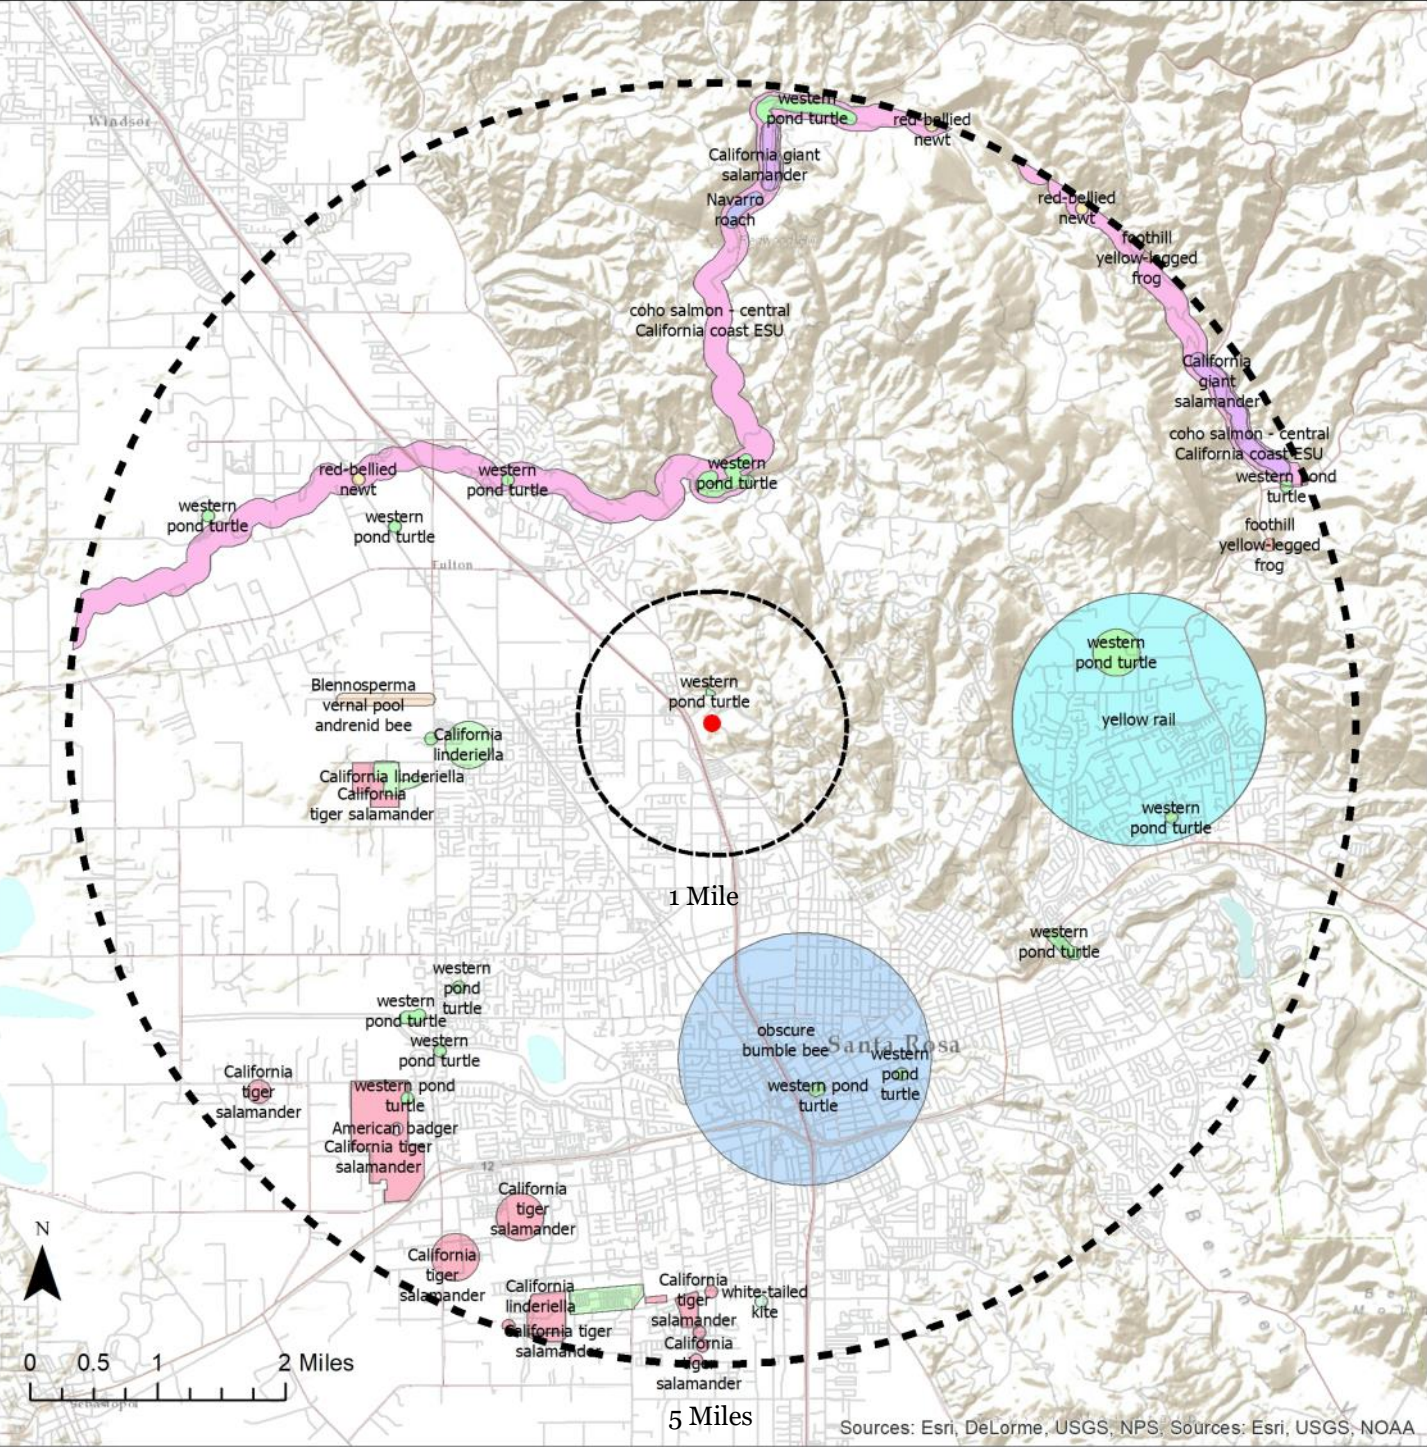 Windsor
western
pond turtle
red-bellied
newt
California giant
salamander
Navarro
roach
red-bellied
newt
foothill
yellow-legged
frog
coho salmon - central
California coast ESU
California
giant
salamander
coho salmon - central
California coast ESU
western pond
turtle
foothill
yellow-legged
frog
red-bellied
newt
western
pond turtle
western
pond turtle
western
pond turtle
western
pond turtle
Fulton
western
pond turtle
yellow rail
western
pond turtle
western
pond turtle
Blennosperma
vernal pool
andrenid bee
California
linderiella
California linderiella
California
tiger salamander
1 Mile
western
pond turtle
western
pond
turtle
western
pond turtle
western
pond turtle
obscure
bumble bee
Santa Rosa
western
pond
turtle
western pond
turtle
California
tiger
salamander
western pond
turtle
American badger
California tiger
salamander
12
California
tiger
salamander
California
tiger
salamander
California
linderiella
California tiger
salamander
California
tiger
salamander
white-tailed
kite
California
tiger
salamander
N
0 0.5 1 2 Miles
Sebastopol
5 Miles
Sources: Esri, DeLorme, USGS, NPS, Sources: Esri, USGS, NOAA